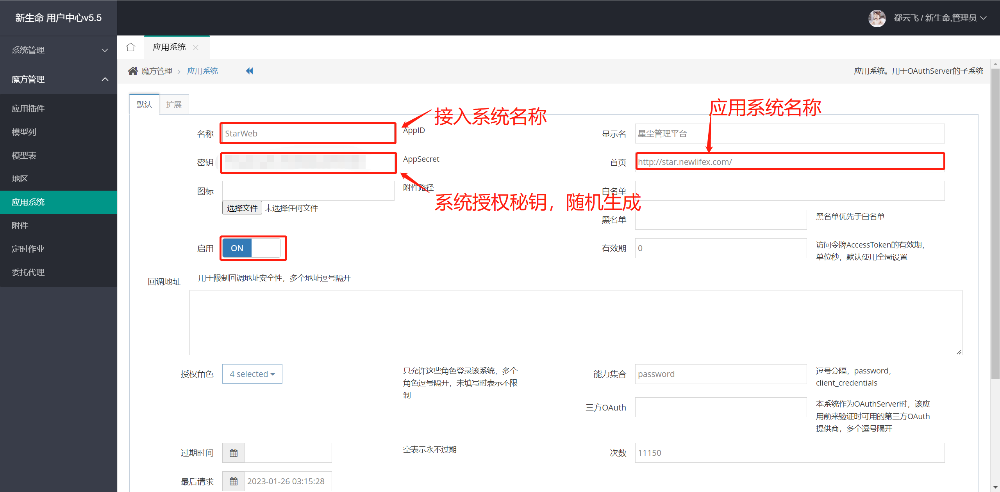 新生命 用户中心v5.5
郗云飞 / 新生命,管理员
系统管理
魔方管理
应用插件
模型列
模型表
地区
应用系统
附件
定时作业
委托代理
应用系统
魔方管理
应用系统
应用系统。用于OAuthServer的子系统
默认
扩展
接入系统名称
应用系统名称
名称
StarWeb
AppID
显示名
星尘管理平台
密钥
AppSecret
首页
http://star.newlifex.com/
图标
附件路径
白名单
选择文件 未选择任何文件
系统授权秘钥，随机生成
黑名单
黑名单优先于白名单
启用
ON
有效期
0
访问令牌AccessToken的有效期，
单位秒，默认使用全局设置
回调地址
用于限制回调地址安全性，多个地址逗号隔开
授权角色
4 selected
只允许这些角色登录该系统，多个
角色逗号隔开，未填写时表示不限
制
能力集合
password
逗号分隔，password，
client_credentials
三方OAuth
本系统作为OAuthServer时，该应
用前来验证时可用的第三方OAuth
提供商，多个逗号隔开
过期时间
空表示永不过期
次数
11150
最后请求
2023-01-26 03:15:28